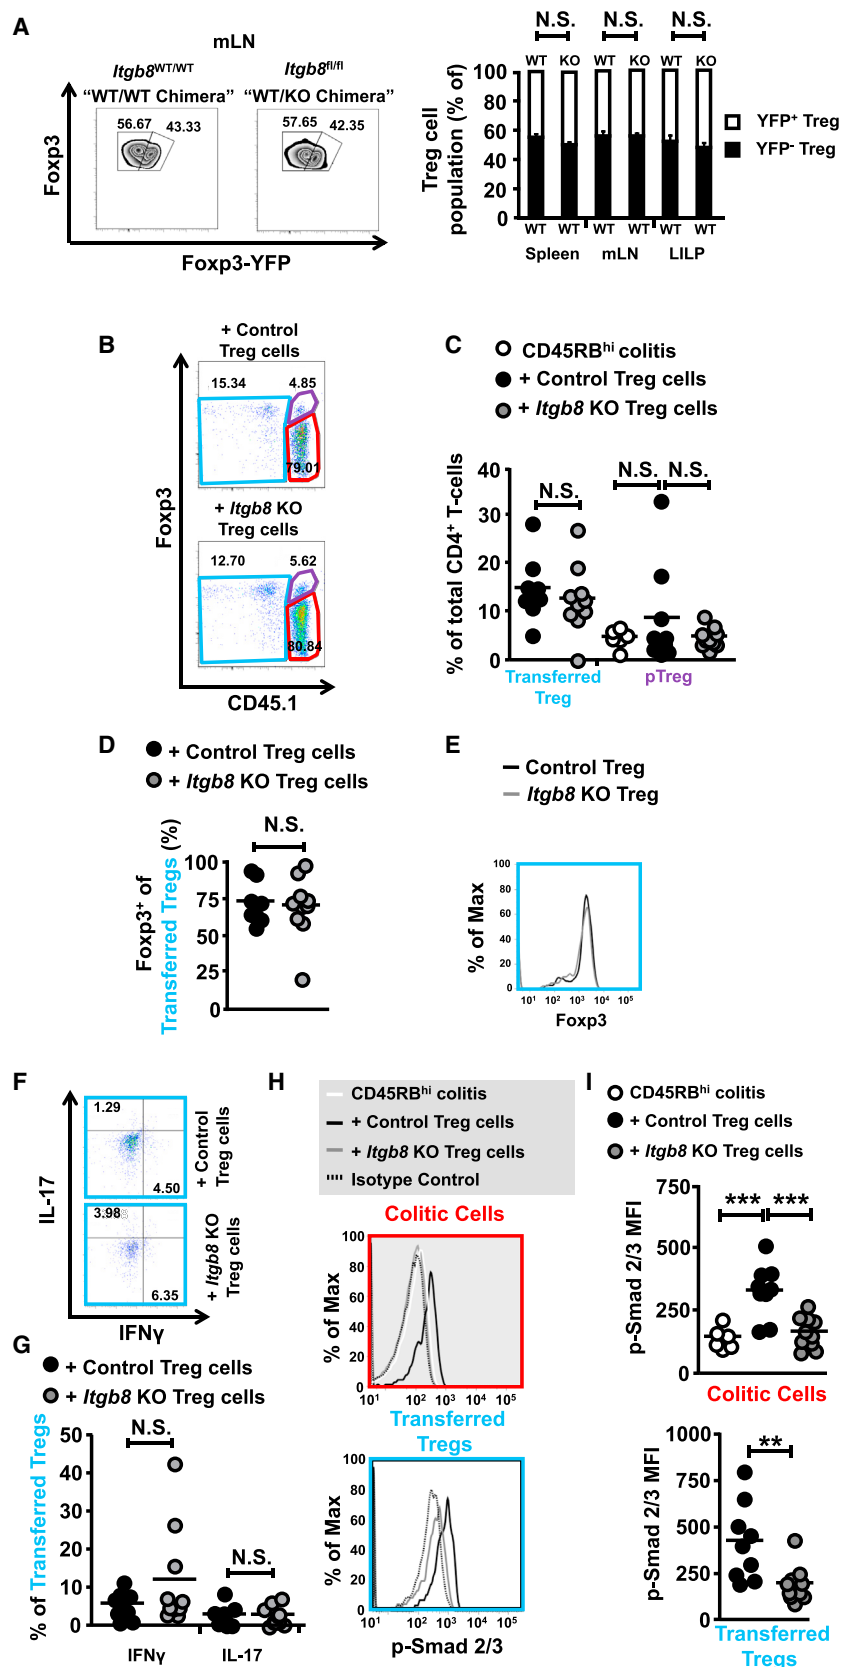 A
mLN
Itgb8WT/WT
Itgb8fl/fl
“WT/WT Chimera”
“WT/KO Chimera”
56.67
43.33
57.65
42.35
Foxp3
Foxp3-YFP
N.S. N.S. N.S.
WT KO WT KO WT KO
Treg cell population (% of)
100
80
60
40
20
0
WT WT WT WT WT WT
Spleen mLN LILP
YFP+ Treg
YFP- Treg
B
+ Control
Treg cells
15.34
4.85
79.01
+ Itgb8 KO
Treg cells
12.70
5.62
80.84
Foxp3
CD45.1
C
CD45RBhi colitis
+ Control Treg cells
+ Itgb8 KO Treg cells
% of total CD4+ T-cells
40
30
20
10
0
N.S.
N.S. N.S.
Transferred
Treg
pTreg
D
+ Control Treg cells
+ Itgb8 KO Treg cells
N.S.
Foxp3+ of
Transferred Tregs (%)
100
75
50
25
0
E
Control Treg
Itgb8 KO Treg
% of Max
100
80
60
40
20
0
101 102 103 104 105
Foxp3
F
1.29
4.50
+ Control
Treg cells
3.98
6.35
+ Itgb8 KO
Treg cells
IL-17
IFNγ
G
+ Control Treg cells
+ Itgb8 KO Treg cells
% of Transferred Tregs
50
40
30
20
10
0
N.S.
N.S.
IFNγ IL-17
H
CD45RBhi colitis
+ Control Treg cells
+ Itgb8 KO Treg cells
Isotype Control
Colitic Cells
% of Max
100
80
60
40
20
0
101 102 103 104 105
Transferred
Tregs
% of Max
100
80
60
40
20
0
101 102 103 104 105
p-Smad 2/3
I
CD45RBhi colitis
+ Control Treg cells
+ Itgb8 KO Treg cells
p-Smad 2/3 MFI
750
500
250
0
*** ***
Colitic Cells
p-Smad 2/3 MFI
1000
750
500
250
0
**
Transferred
Tregs